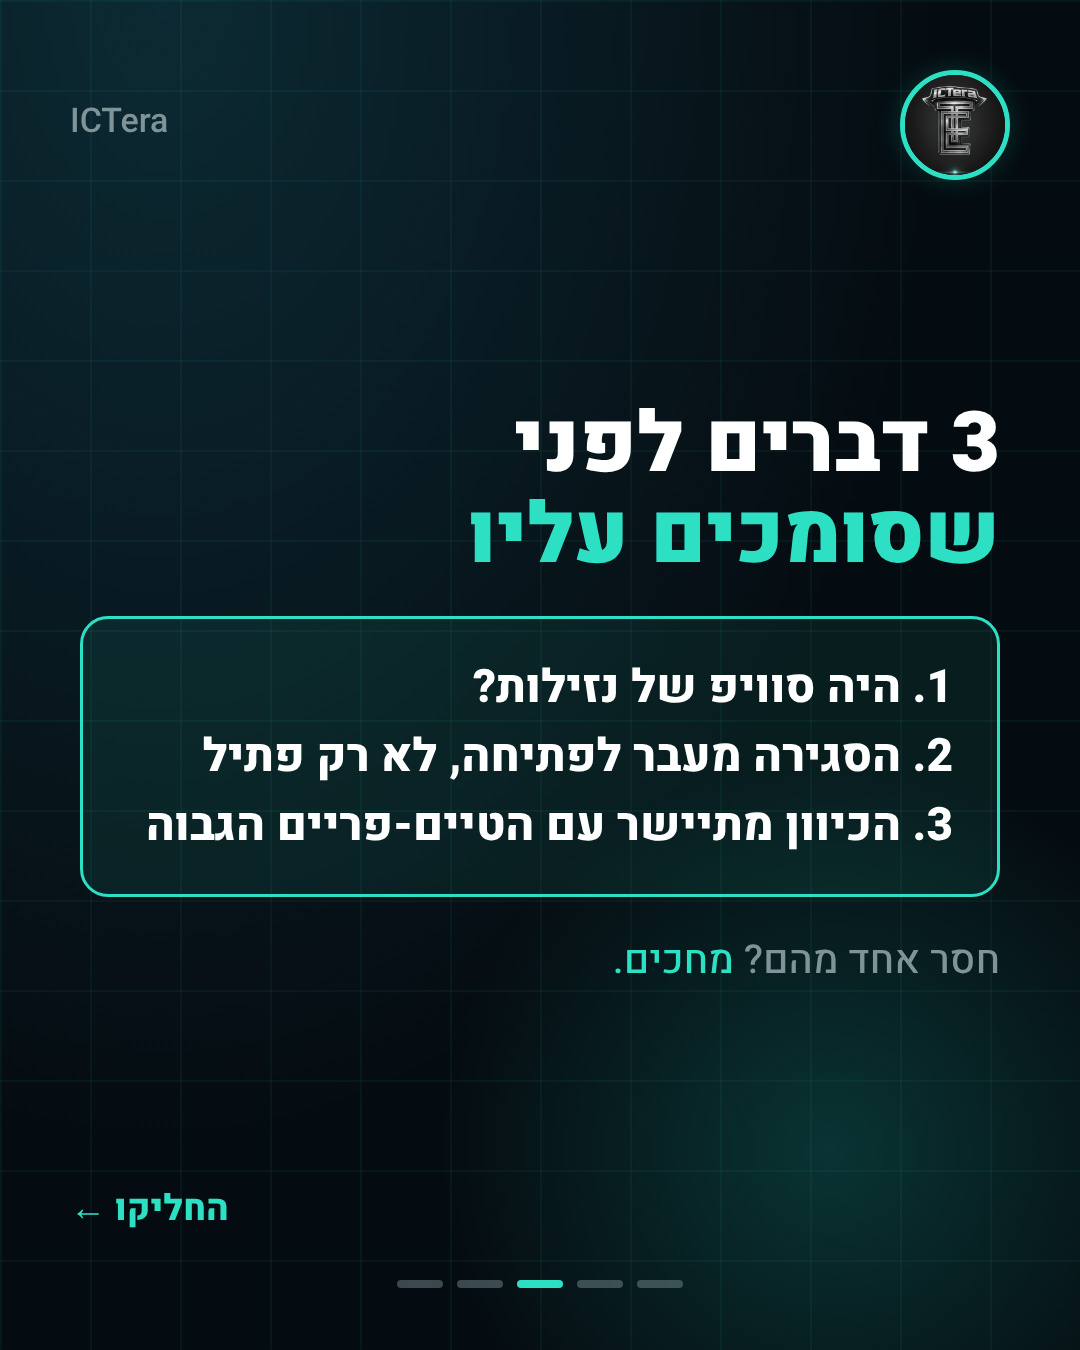 ICTera
ICTera
3 דברים לפני
שסומכים עליו
1. היה סוויפ של נזילות?
2. הסגירה מעבר לפתיחה, לא רק פתיל
3. הכיוון מתיישר עם הטיים-פריים הגבוה
חסר אחד מהם? מחכים.
החליקו ←